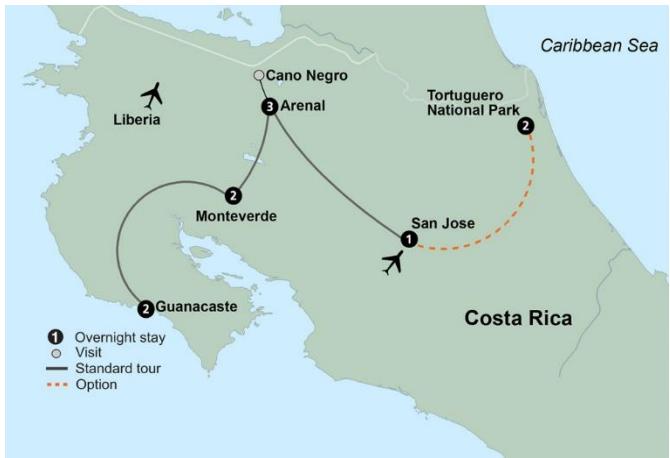 Caribbean Sea
Cano Negro
Tortuguero
National Park
3 Arenal
Liberia
2
2
Monteverde
San Jose
1
2 Guanacaste
Costa Rica
1 Overnight stay
Visit
Standard tour
Option